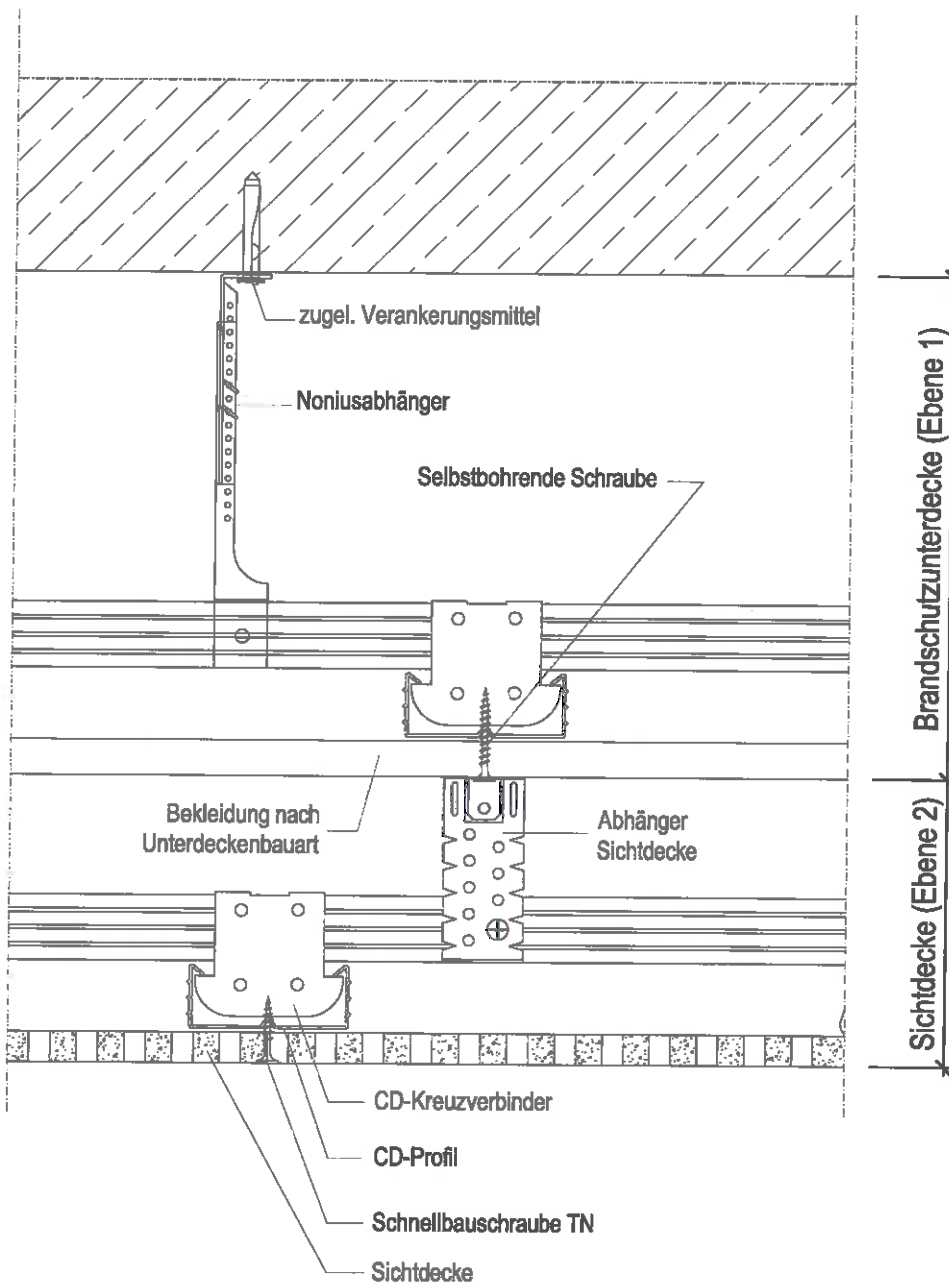 zugel. Verankerungsmittel
Noniusabhänger
Selbstbohrende Schraube
Brandschutzunterdecke (Ebene 1)
Bekleidung nach
Unterdeckenbauart
Abhänger
Sichtdecke
Sichtdecke (Ebene 2)
CD-Kreuzverbinder
CD-Profil
Schnellbauschraube TN
Sichtdecke